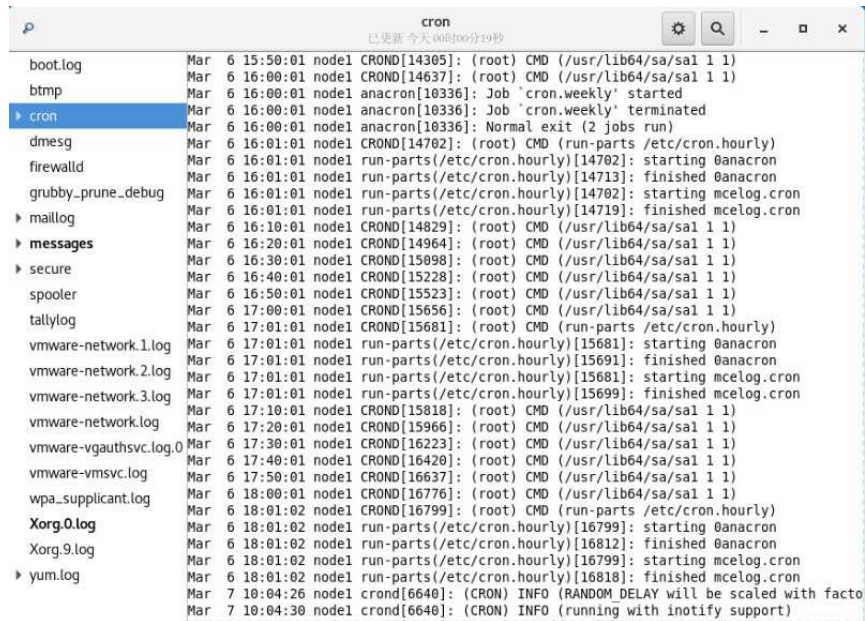 cron
已更新 今天 00时00分19秒
boot.log
btmp
cron
dmesg
firewalld
grubby_prune_debug
maillog
messages
secure
spooler
tallylog
vmware-network.1.log
vmware-network.2.log
vmware-network.3.log
vmware-network.log
vmware-vgauthsvc.log.0
vmware-vmsvc.log
wpa_supplicant.log
Xorg.0.log
Xorg.9.log
yum.log
Mar  6 15:50:01 node1 CROND[14305]: (root) CMD (/usr/lib64/sa/sa1 1 1)
Mar  6 16:00:01 node1 CROND[14637]: (root) CMD (/usr/lib64/sa/sa1 1 1)
Mar  6 16:00:01 node1 anacron[10336]: Job `cron.weekly' started
Mar  6 16:00:01 node1 anacron[10336]: Job `cron.weekly' terminated
Mar  6 16:00:01 node1 anacron[10336]: Normal exit (2 jobs run)
Mar  6 16:01:01 node1 CROND[14702]: (root) CMD (run-parts /etc/cron.hourly)
Mar  6 16:01:01 node1 run-parts(/etc/cron.hourly)[14702]: starting 0anacron
Mar  6 16:01:01 node1 run-parts(/etc/cron.hourly)[14713]: finished 0anacron
Mar  6 16:01:01 node1 run-parts(/etc/cron.hourly)[14702]: starting mcelog.cron
Mar  6 16:01:01 node1 run-parts(/etc/cron.hourly)[14719]: finished mcelog.cron
Mar  6 16:10:01 node1 CROND[14829]: (root) CMD (/usr/lib64/sa/sa1 1 1)
Mar  6 16:20:01 node1 CROND[14964]: (root) CMD (/usr/lib64/sa/sa1 1 1)
Mar  6 16:30:01 node1 CROND[15098]: (root) CMD (/usr/lib64/sa/sa1 1 1)
Mar  6 16:40:01 node1 CROND[15228]: (root) CMD (/usr/lib64/sa/sa1 1 1)
Mar  6 16:50:01 node1 CROND[15523]: (root) CMD (/usr/lib64/sa/sa1 1 1)
Mar  6 17:00:01 node1 CROND[15656]: (root) CMD (/usr/lib64/sa/sa1 1 1)
Mar  6 17:01:01 node1 CROND[15681]: (root) CMD (run-parts /etc/cron.hourly)
Mar  6 17:01:01 node1 run-parts(/etc/cron.hourly)[15681]: starting 0anacron
Mar  6 17:01:01 node1 run-parts(/etc/cron.hourly)[15691]: finished 0anacron
Mar  6 17:01:01 node1 run-parts(/etc/cron.hourly)[15681]: starting mcelog.cron
Mar  6 17:01:01 node1 run-parts(/etc/cron.hourly)[15699]: finished mcelog.cron
Mar  6 17:10:01 node1 CROND[15818]: (root) CMD (/usr/lib64/sa/sa1 1 1)
Mar  6 17:20:01 node1 CROND[15966]: (root) CMD (/usr/lib64/sa/sa1 1 1)
Mar  6 17:30:01 node1 CROND[16223]: (root) CMD (/usr/lib64/sa/sa1 1 1)
Mar  6 17:40:01 node1 CROND[16420]: (root) CMD (/usr/lib64/sa/sa1 1 1)
Mar  6 17:50:01 node1 CROND[16637]: (root) CMD (/usr/lib64/sa/sa1 1 1)
Mar  6 18:00:01 node1 CROND[16776]: (root) CMD (/usr/lib64/sa/sa1 1 1)
Mar  6 18:01:02 node1 CROND[16799]: (root) CMD (run-parts /etc/cron.hourly)
Mar  6 18:01:02 node1 run-parts(/etc/cron.hourly)[16799]: starting 0anacron
Mar  6 18:01:02 node1 run-parts(/etc/cron.hourly)[16812]: finished 0anacron
Mar  6 18:01:02 node1 run-parts(/etc/cron.hourly)[16799]: starting mcelog.cron
Mar  6 18:01:02 node1 run-parts(/etc/cron.hourly)[16818]: finished mcelog.cron
Mar  7 10:04:26 node1 crond[6640]: (CRON) INFO (RANDOM_DELAY will be scaled with facto
Mar  7 10:04:30 node1 crond[6640]: (CRON) INFO (running with inotify support)